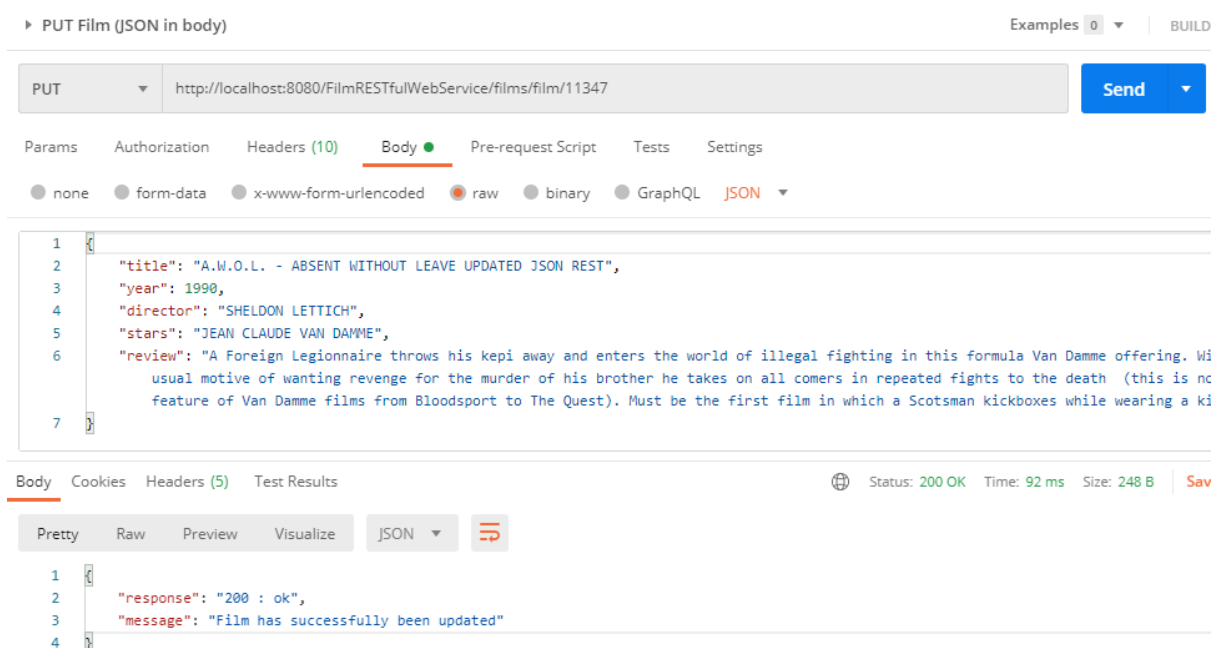 PUT Film (JSON in body) Examples 0 BUILD
PUT http://localhost:8080/FilmRESTfulWebService/films/film/11347 Send
Params Authorization Headers (10) Body Pre-request Script Tests Settings
none form-data x-www-form-urlencoded raw binary GraphQL JSON
1 {
2 "title": "A.W.O.L. - ABSENT WITHOUT LEAVE UPDATED JSON REST",
3 "year": 1990,
4 "director": "SHELDON LETTICH",
5 "stars": "JEAN CLAUDE VAN DAMME",
6 "review": "A Foreign Legionnaire throws his kepi away and enters the world of illegal fighting in this formula Van Damme offering. Wi
usual motive of wanting revenge for the murder of his brother he takes on all comers in repeated fights to the death (this is no
feature of Van Damme films from Bloodsport to The Quest). Must be the first film in which a Scotsman kickboxes while wearing a ki
7 }
Body Cookies Headers (5) Test Results Status: 200 OK Time: 92 ms Size: 248 B Sav
Pretty Raw Preview Visualize JSON
1 {
2 "response": "200 : ok",
3 "message": "Film has successfully been updated"
4 }